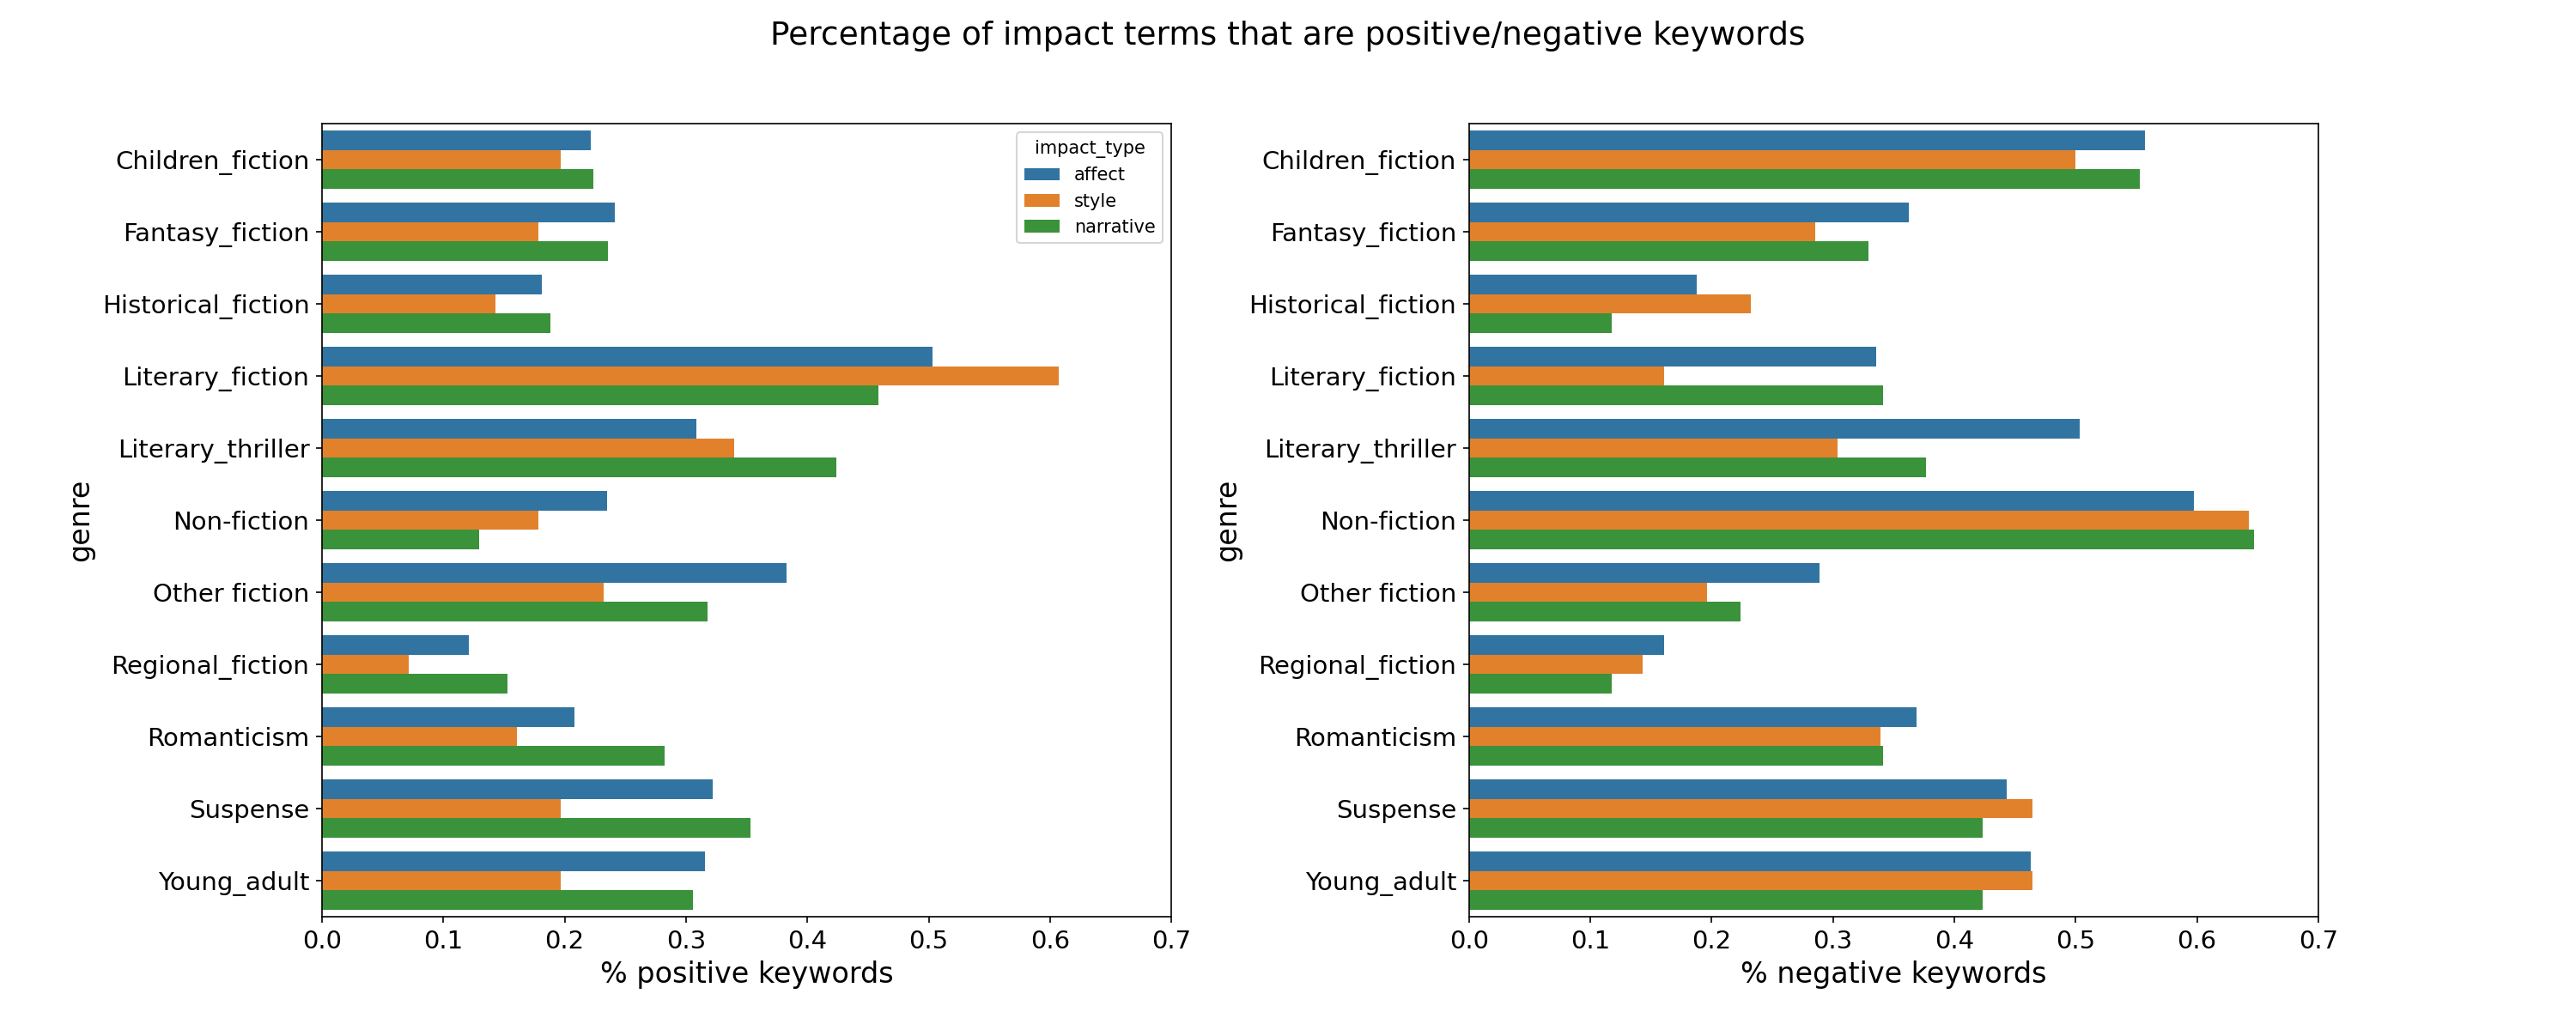 Percentage of impact terms that are positive/negative keywords
genre
Children_fiction
Fantasy_fiction
Historical_fiction
Literary_fiction
Literary_thriller
Non-fiction
Other fiction
Regional_fiction
Romanticism
Suspense
Young_adult
impact_type
affect
style
narrative
0.0 0.1 0.2 0.3 0.4 0.5 0.6 0.7
% positive keywords
genre
Children_fiction
Fantasy_fiction
Historical_fiction
Literary_fiction
Literary_thriller
Non-fiction
Other fiction
Regional_fiction
Romanticism
Suspense
Young_adult
0.0 0.1 0.2 0.3 0.4 0.5 0.6 0.7
% negative keywords